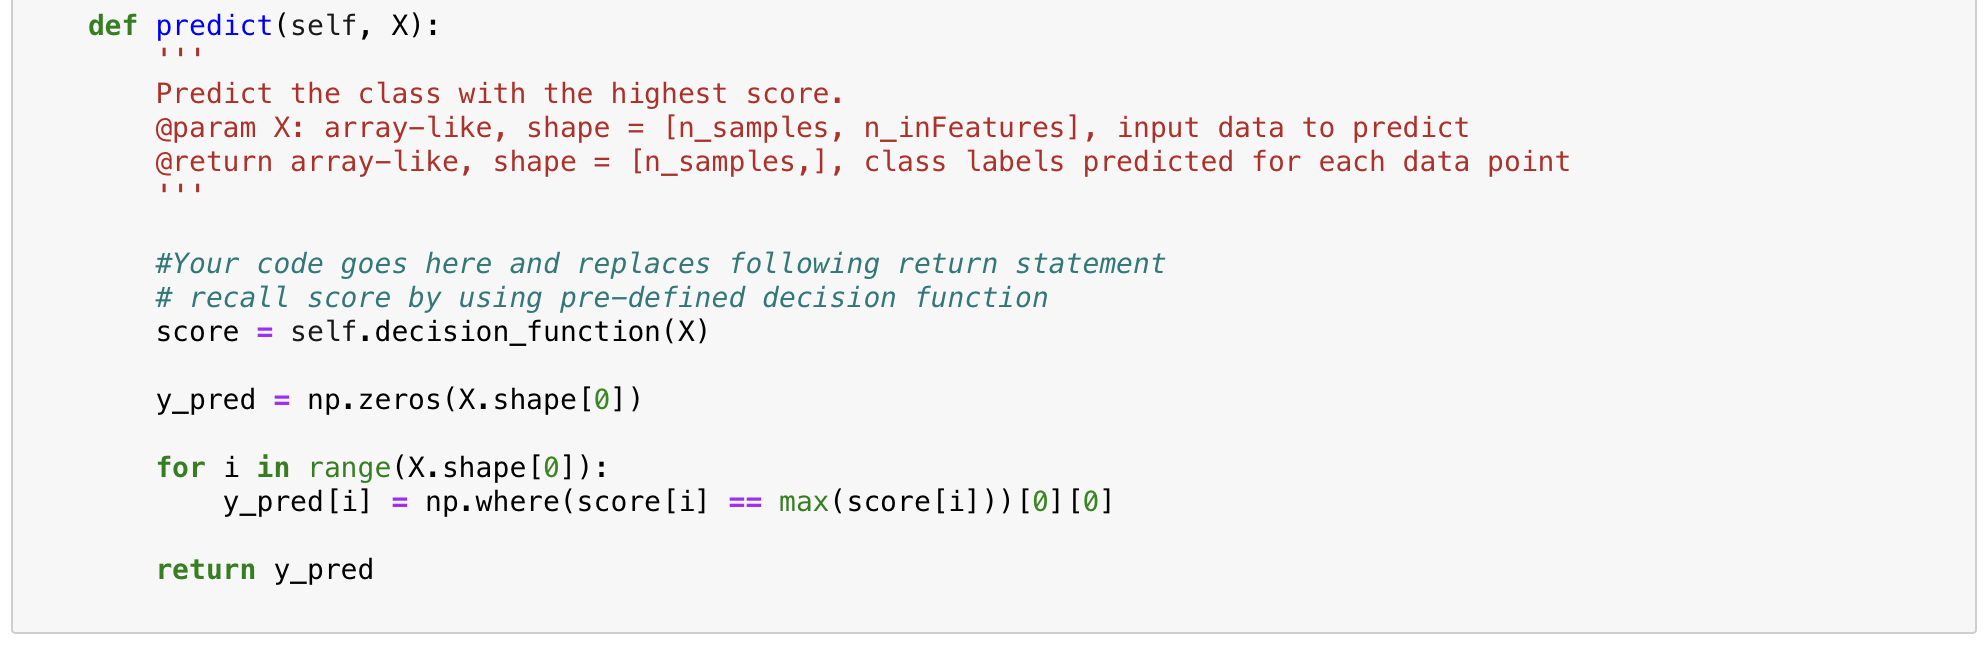 def predict(self, X):
'''
Predict the class with the highest score.
@param X: array-like, shape = [n_samples, n_inFeatures], input data to predict
@return array-like, shape = [n_samples,], class labels predicted for each data point
'''
#Your code goes here and replaces following return statement
# recall score by using pre-defined decision function
score = self.decision_function(X)
y_pred = np.zeros(X.shape[0])
for i in range(X.shape[0]):
y_pred[i] = np.where(score[i] == max(score[i]))[0][0]
return y_pred